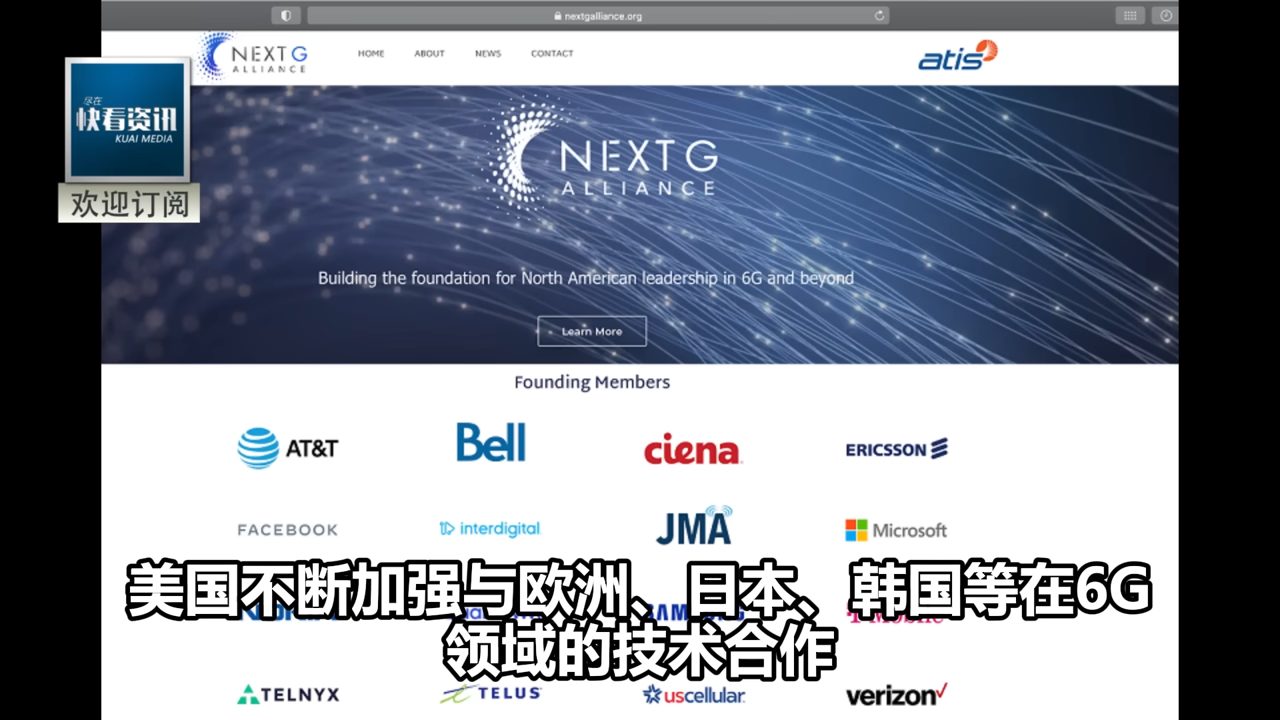 nextgalliance.org
NEXT G
ALLIANCE
HOME ABOUT NEWS CONTACT
atis
尽在
快看资讯
KUAI MEDIA
欢迎订阅
NEXT G
ALLIANCE
Building the foundation for North American leadership in 6G and beyond
Learn More
Founding Members
AT&T Bell ciena ERICSSON
FACEBOOK interdigital JMA Microsoft
美国不断加强与欧洲、日本、韩国等在6G
领域的技术合作
TELNYX TELUS uscellular verizon